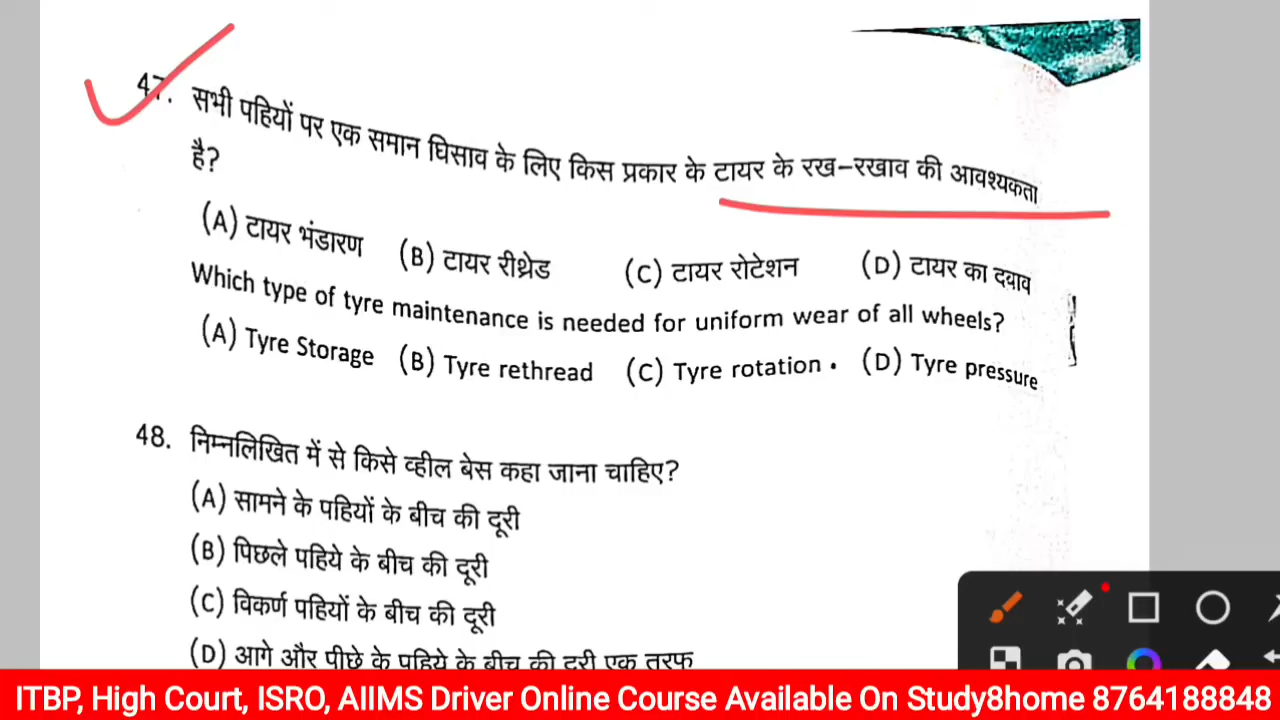 47. सभी पहियों पर एक समान घिसाव के लिए किस प्रकार के टायर के रख-रखाव की आवश्यकता
है?
(A) टायर भंडारण (B) टायर रीथ्रेड (C) टायर रोटेशन (D) टायर का दबाव
Which type of tyre maintenance is needed for uniform wear of all wheels?
(A) Tyre Storage (B) Tyre rethread (C) Tyre rotation (D) Tyre pressure
48. निम्नलिखित में से किसे व्हील बेस कहा जाना चाहिए?
(A) सामने के पहियों के बीच की दूरी
(B) पिछले पहिये के बीच की दूरी
(C) विकर्ण पहियों के बीच की दूरी
(D) आगे और पीछे के पहिये के बीच की दूरी एक तरफ
ITBP, High Court, ISRO, AIIMS Driver Online Course Available On Study8home 8764188848